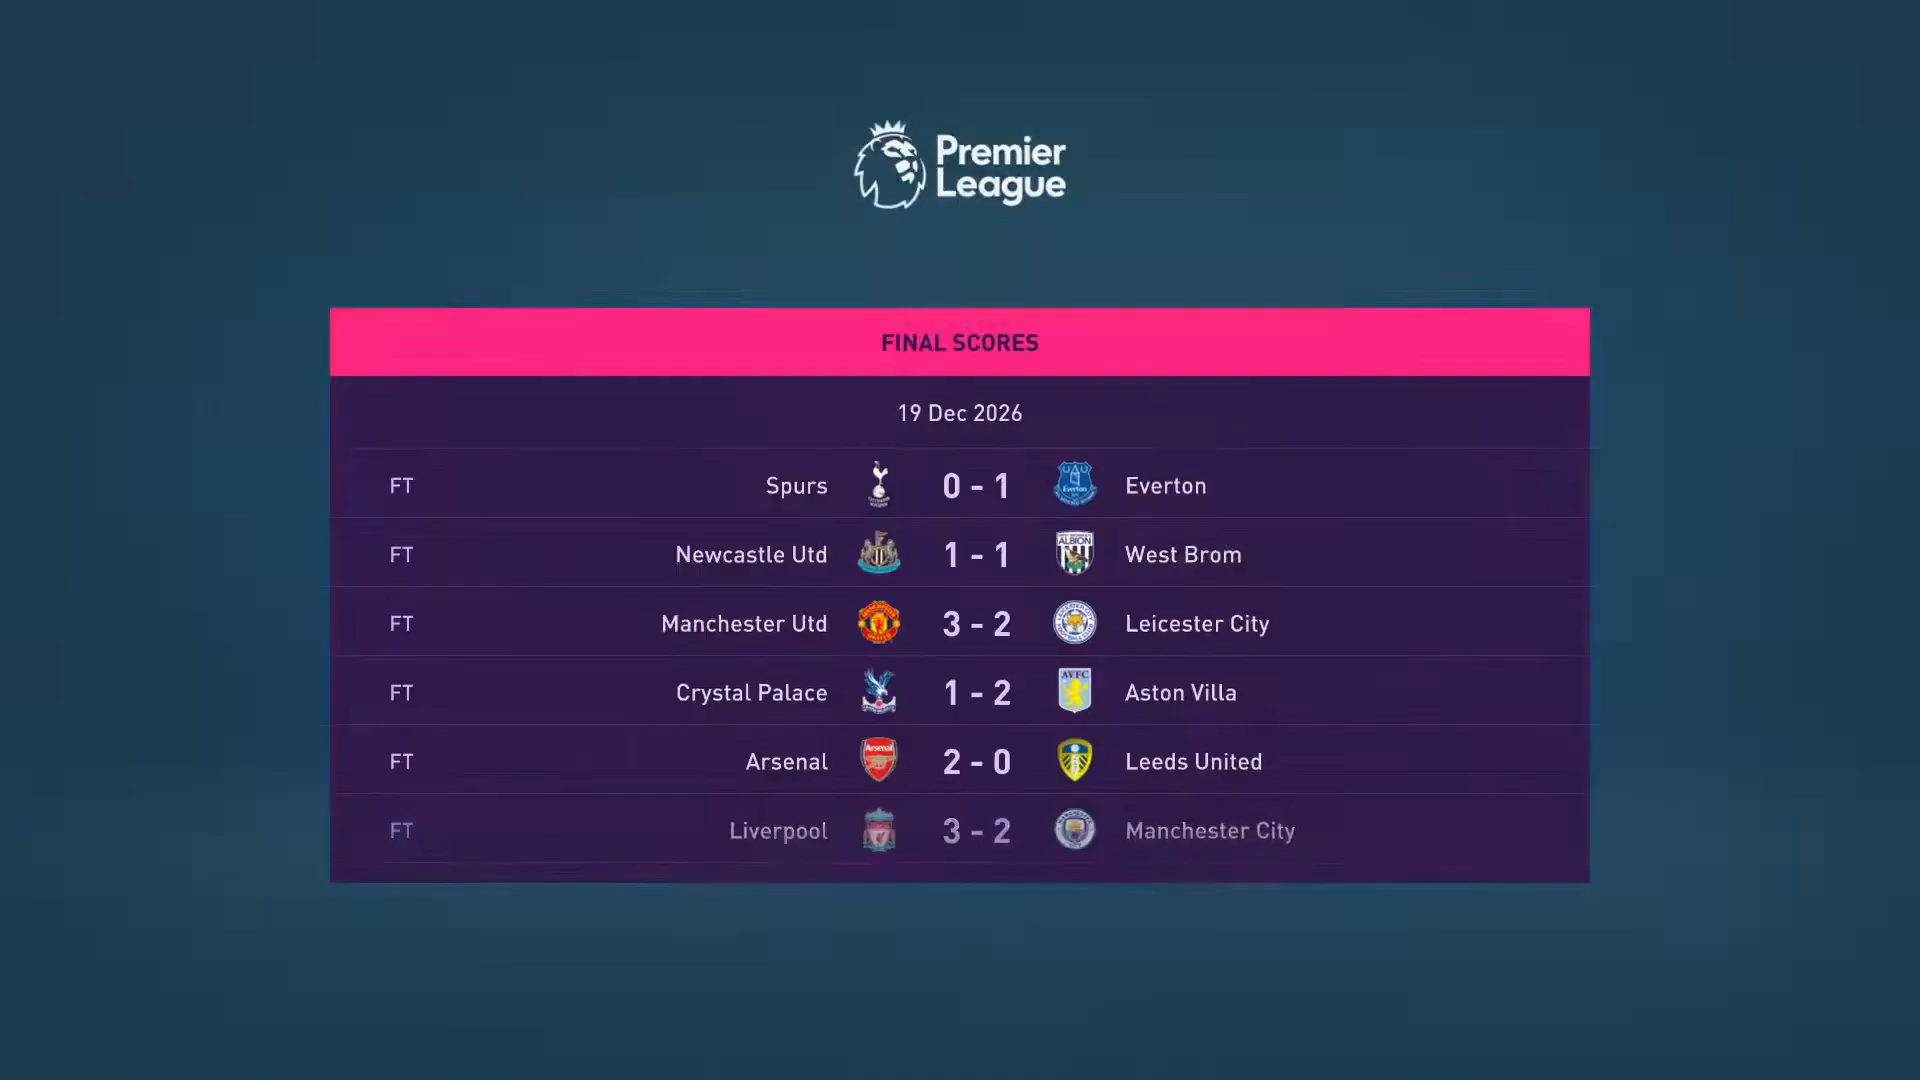 Premier
League
FINAL SCORES
19 Dec 2026
FT Spurs 0 - 1 Everton
FT Newcastle Utd 1 - 1 West Brom
FT Manchester Utd 3 - 2 Leicester City
FT Crystal Palace 1 - 2 Aston Villa
FT Arsenal 2 - 0 Leeds United
FT Liverpool 3 - 2 Manchester City